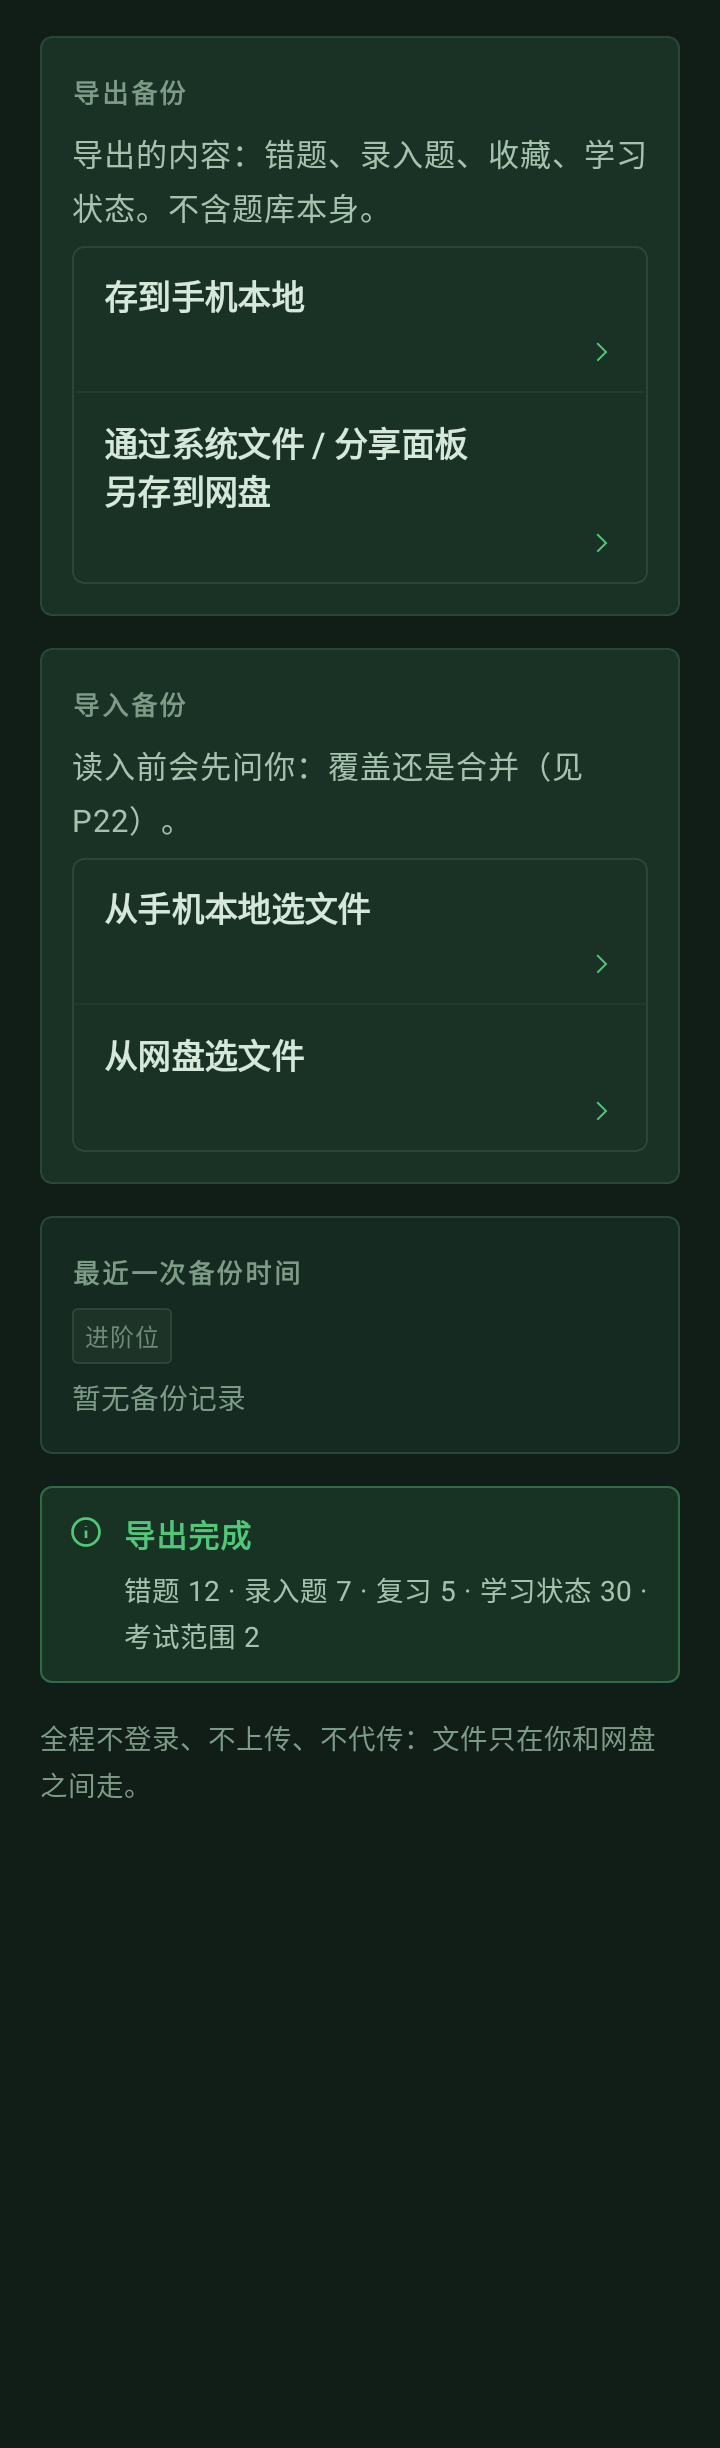 导出备份
导出的内容：错题、录入题、收藏、学习
状态。不含题库本身。
存到手机本地
通过系统文件 / 分享面板
另存到网盘
导入备份
读入前会先问你：覆盖还是合并（见
P22）。
从手机本地选文件
从网盘选文件
最近一次备份时间
进阶位
暂无备份记录
导出完成
错题 12 · 录入题 7 · 复习 5 · 学习状态 30 ·
考试范围 2
全程不登录、不上传、不代传：文件只在你和网盘
之间走。